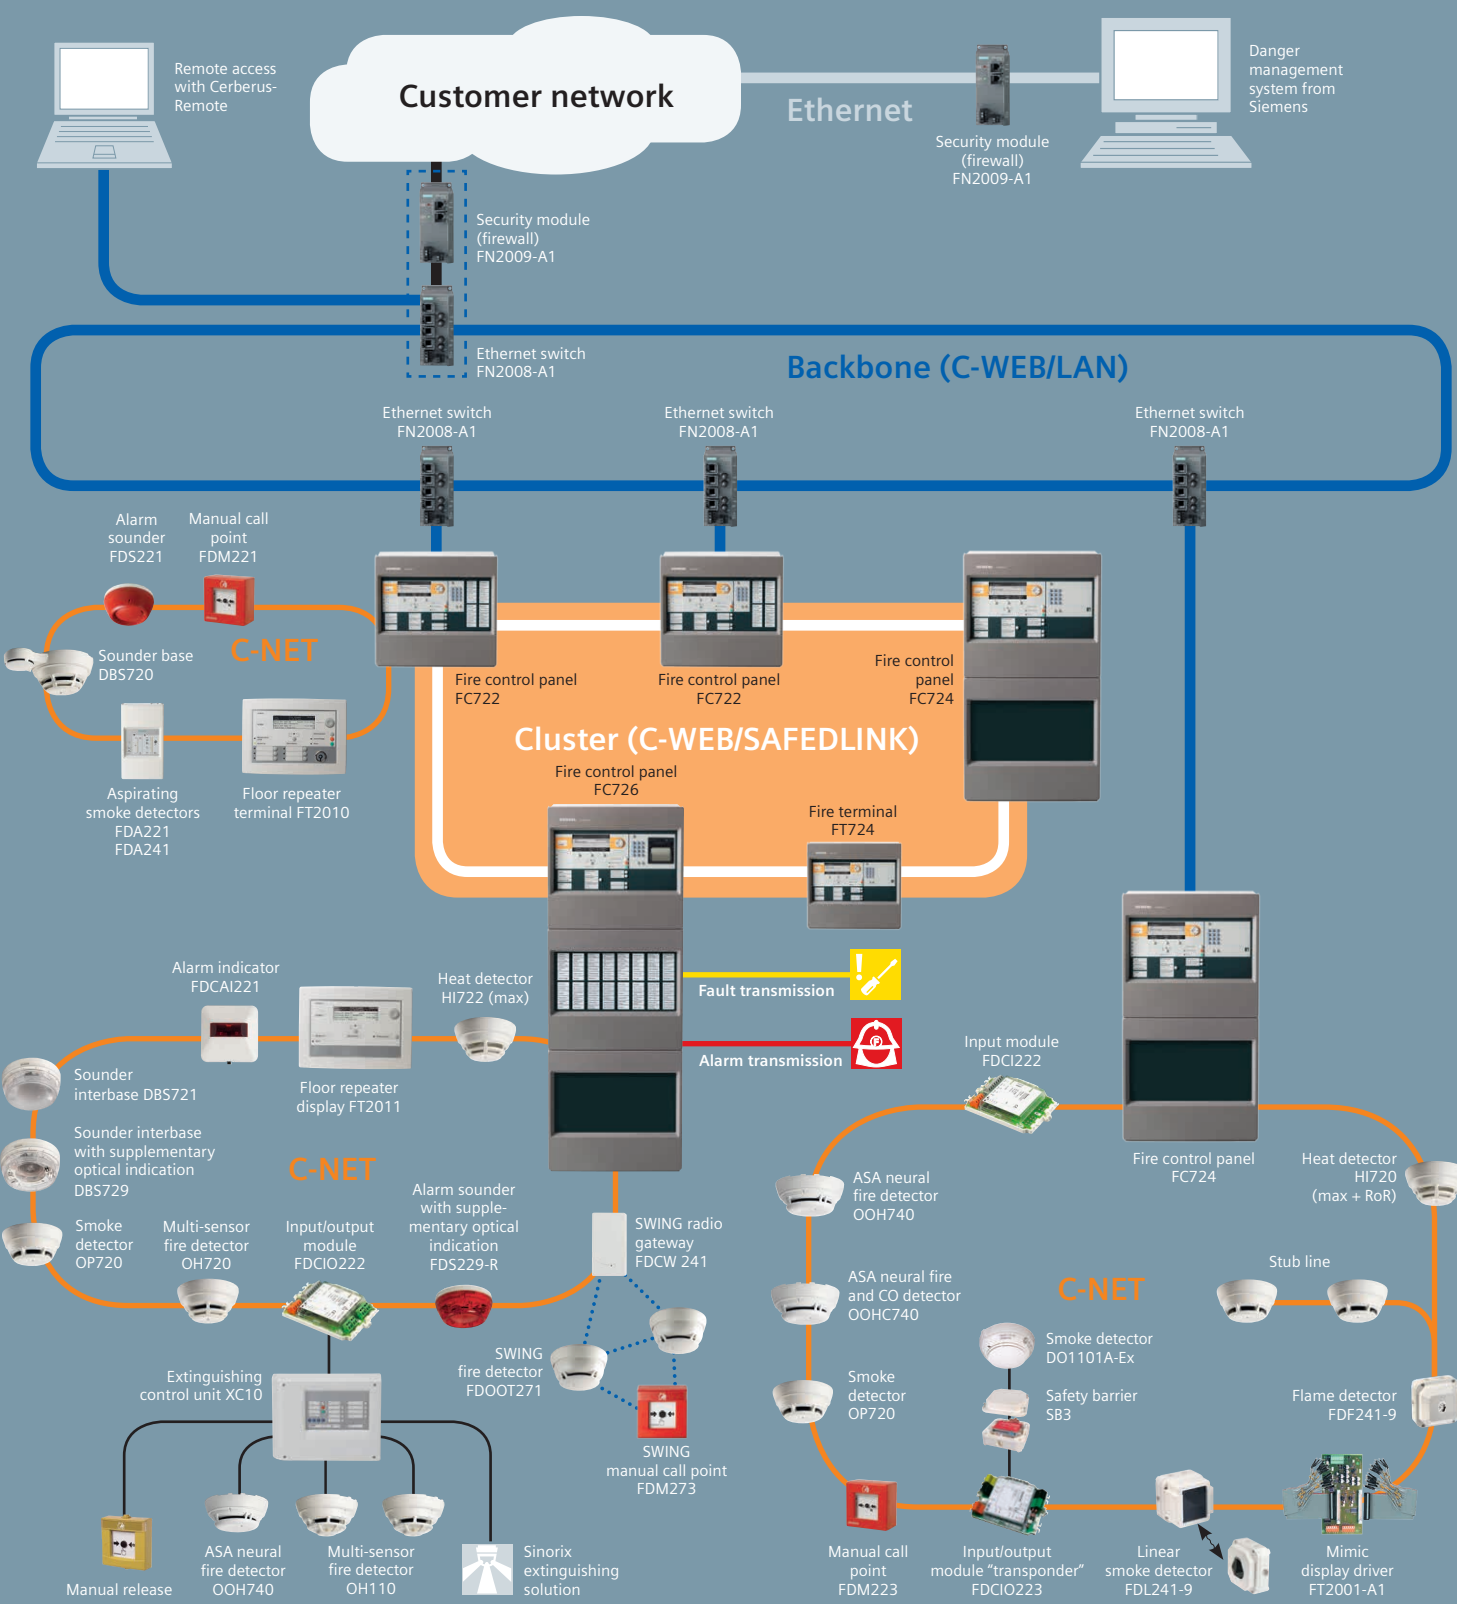 Remote access
with Cerberus-
Remote
Customer network
Ethernet
Security module
(firewall)
FN2009-A1
Danger
management
system from
Siemens
Security module
(firewall)
FN2009-A1
Ethernet switch
FN2008-A1
Backbone (C-WEB/LAN)
Ethernet switch
FN2008-A1
Ethernet switch
FN2008-A1
Ethernet switch
FN2008-A1
Alarm
sounder
FDS221
Manual call
point
FDM221
C-NET
Sounder base
DBS720
Aspirating
smoke detectors
FDA221
FDA241
Floor repeater
terminal FT2010
Fire control panel
FC722
Fire control panel
FC722
Fire control
panel
FC724
Cluster (C-WEB/SAFEDLINK)
Fire control panel
FC726
Fire terminal
FT724
Fault transmission
Alarm transmission
Alarm indicator
FDCAI221
Heat detector
HI722 (max)
Floor repeater
display FT2011
Sounder
interbase DBS721
Sounder interbase
with supplementary
optical indication
DBS729
C-NET
Smoke
detector
OP720
Multi-sensor
fire detector
OH720
Input/output
module
FDCIO222
Alarm sounder
with supple-
mentary optical
indication
FDS229-R
SWING radio
gateway
FDCW 241
SWING
fire detector
FDOOT271
SWING
manual call point
FDM273
Extinguishing
control unit XC10
Manual release
ASA neural
fire detector
OOH740
Multi-sensor
fire detector
OH110
Sinorix
extinguishing
solution
Input module
FDCI222
Fire control panel
FC724
Heat detector
HI720
(max + RoR)
ASA neural
fire detector
OOH740
Stub line
ASA neural fire
and CO detector
OOHC740
C-NET
Smoke detector
DO1101A-Ex
Smoke
detector
OP720
Safety barrier
SB3
Flame detector
FDF241-9
Manual call
point
FDM223
Input/output
module “transponder”
FDCIO223
Linear
smoke detector
FDL241-9
Mimic
display driver
FT2001-A1